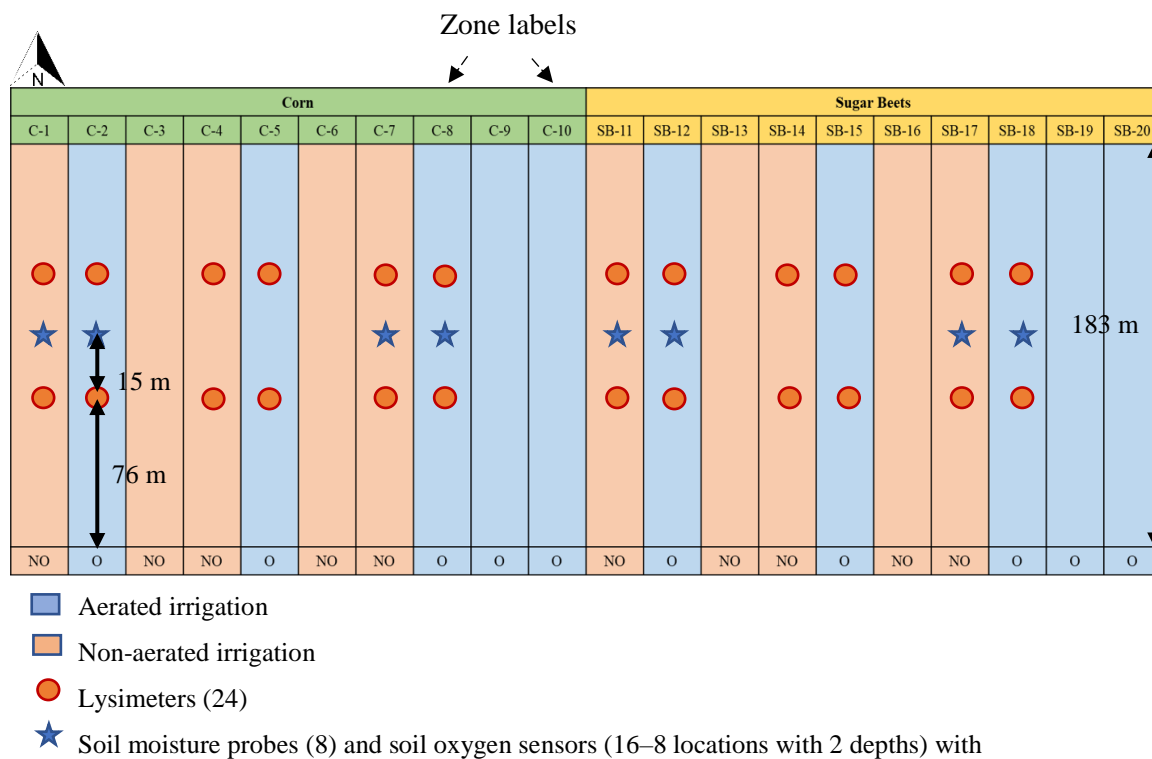 Zone labels
N
Corn Sugar Beets
C-1 C-2 C-3 C-4 C-5 C-6 C-7 C-8 C-9 C-10 SB-11 SB-12 SB-13 SB-14 SB-15 SB-16 SB-17 SB-18 SB-19 SB-20
183 m
15 m
76 m
NO O NO NO O NO NO O O O NO O NO NO O NO NO O O O
Aerated irrigation
Non-aerated irrigation
Lysimeters (24)
Soil moisture probes (8) and soil oxygen sensors (16–8 locations with 2 depths) with